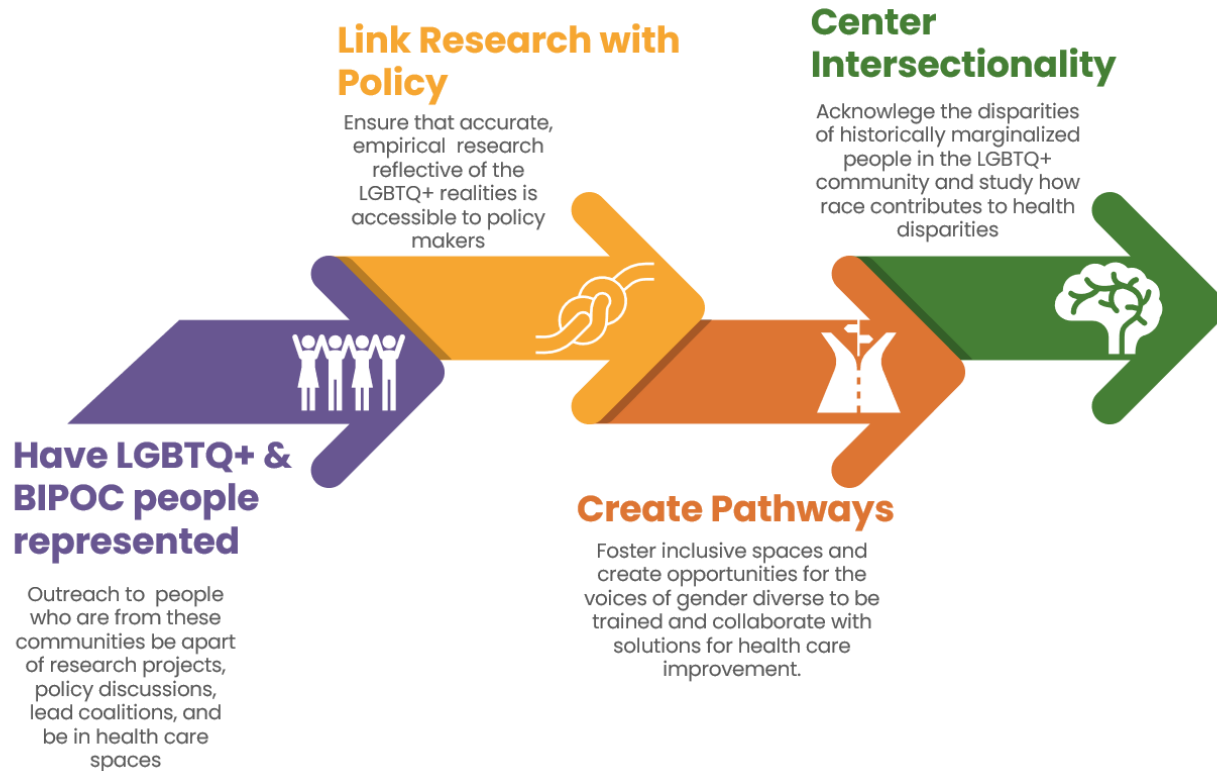 Have LGBTQ+ &
BIPOC people
represented
Outreach to people
who are from these
communities be apart
of research projects,
policy discussions,
lead coalitions, and
be in health care
spaces
Link Research with
Policy
Ensure that accurate,
empirical research
reflective of the
LGBTQ+ realities is
accessible to policy
makers
Create Pathways
Foster inclusive spaces and
create opportunities for the
voices of gender diverse to be
trained and collaborate with
solutions for health care
improvement.
Center
Intersectionality
Acknowlege the disparities
of historically marginalized
people in the LGBTQ+
community and study how
race contributes to health
disparities